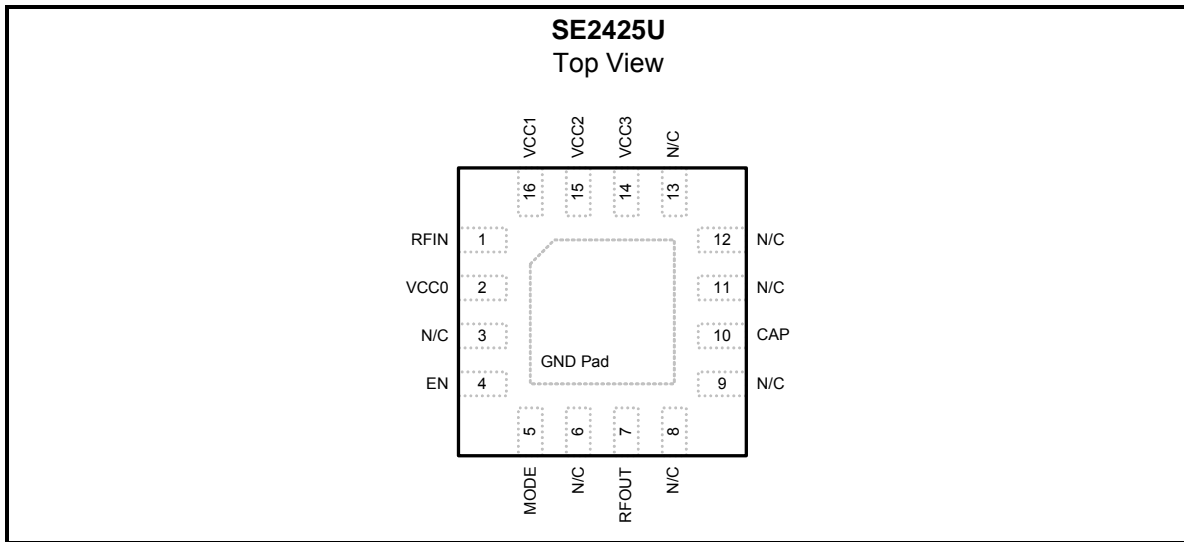 SE2425U
Top View
VCC1
VCC2
VCC3
N/C
16
15
14
13
RFIN 1
12 N/C
VCC0 2
11 N/C
N/C 3
10 CAP
EN 4
9 N/C
GND Pad
5
6
7
8
MODE
N/C
RFOUT
N/C